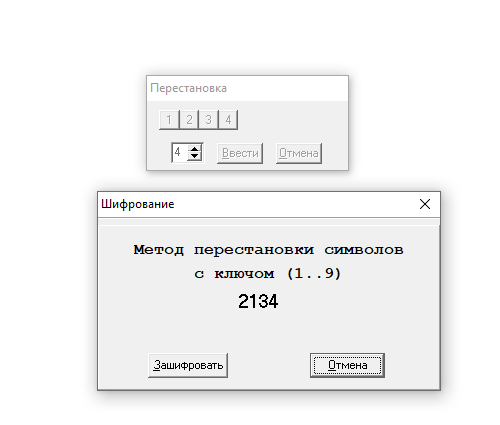 Перестановка
1 2 3 4
4 Ввести Отмена
Шифрование
Метод перестановки символов
с ключом (1..9)
2134
Зашифровать Отмена